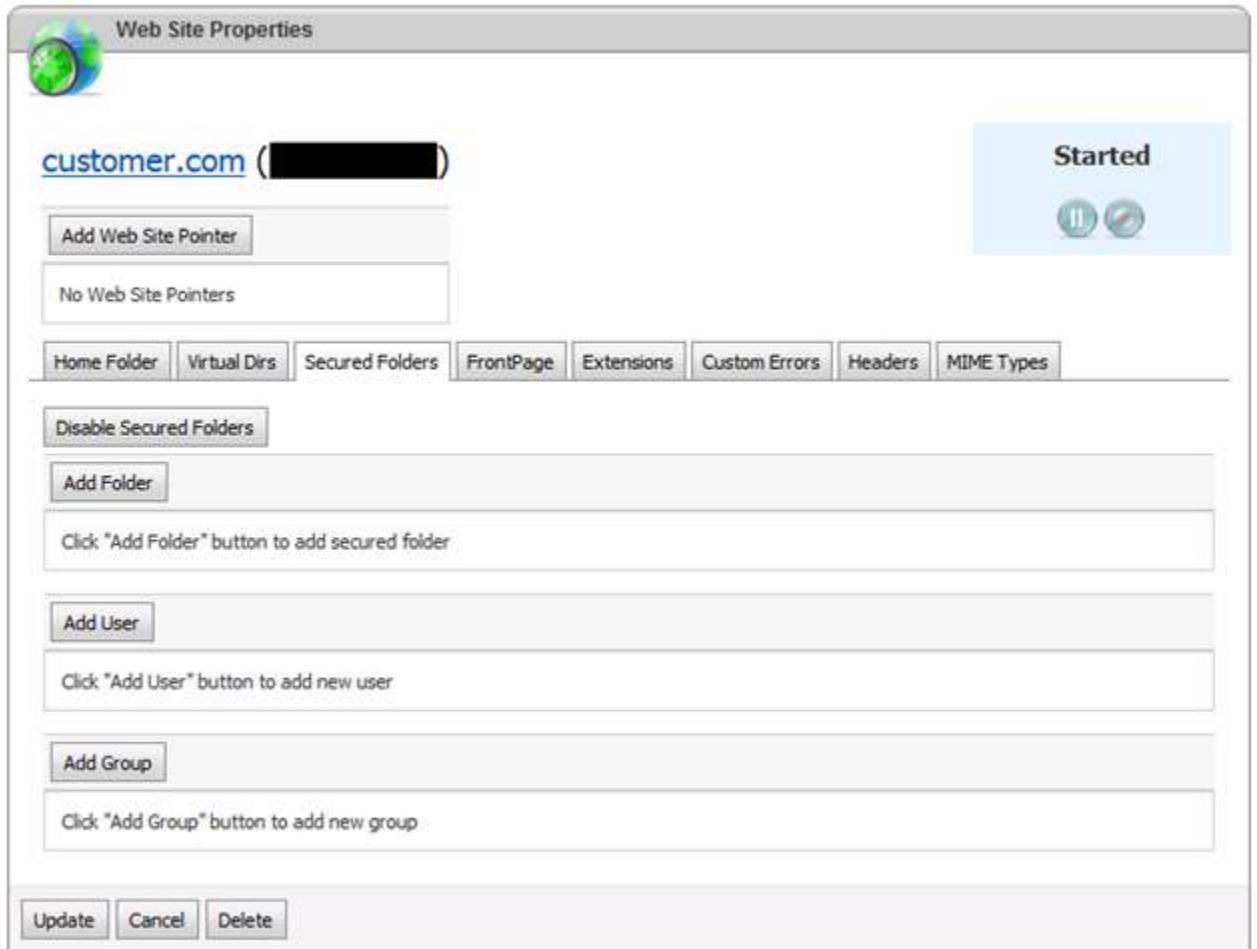 Web Site Properties
customer.com ( )
Started
Add Web Site Pointer
No Web Site Pointers
Home Folder Virtual Dirs Secured Folders FrontPage Extensions Custom Errors Headers MIME Types
Disable Secured Folders
Add Folder
Click "Add Folder" button to add secured folder
Add User
Click "Add User" button to add new user
Add Group
Click "Add Group" button to add new group
Update Cancel Delete